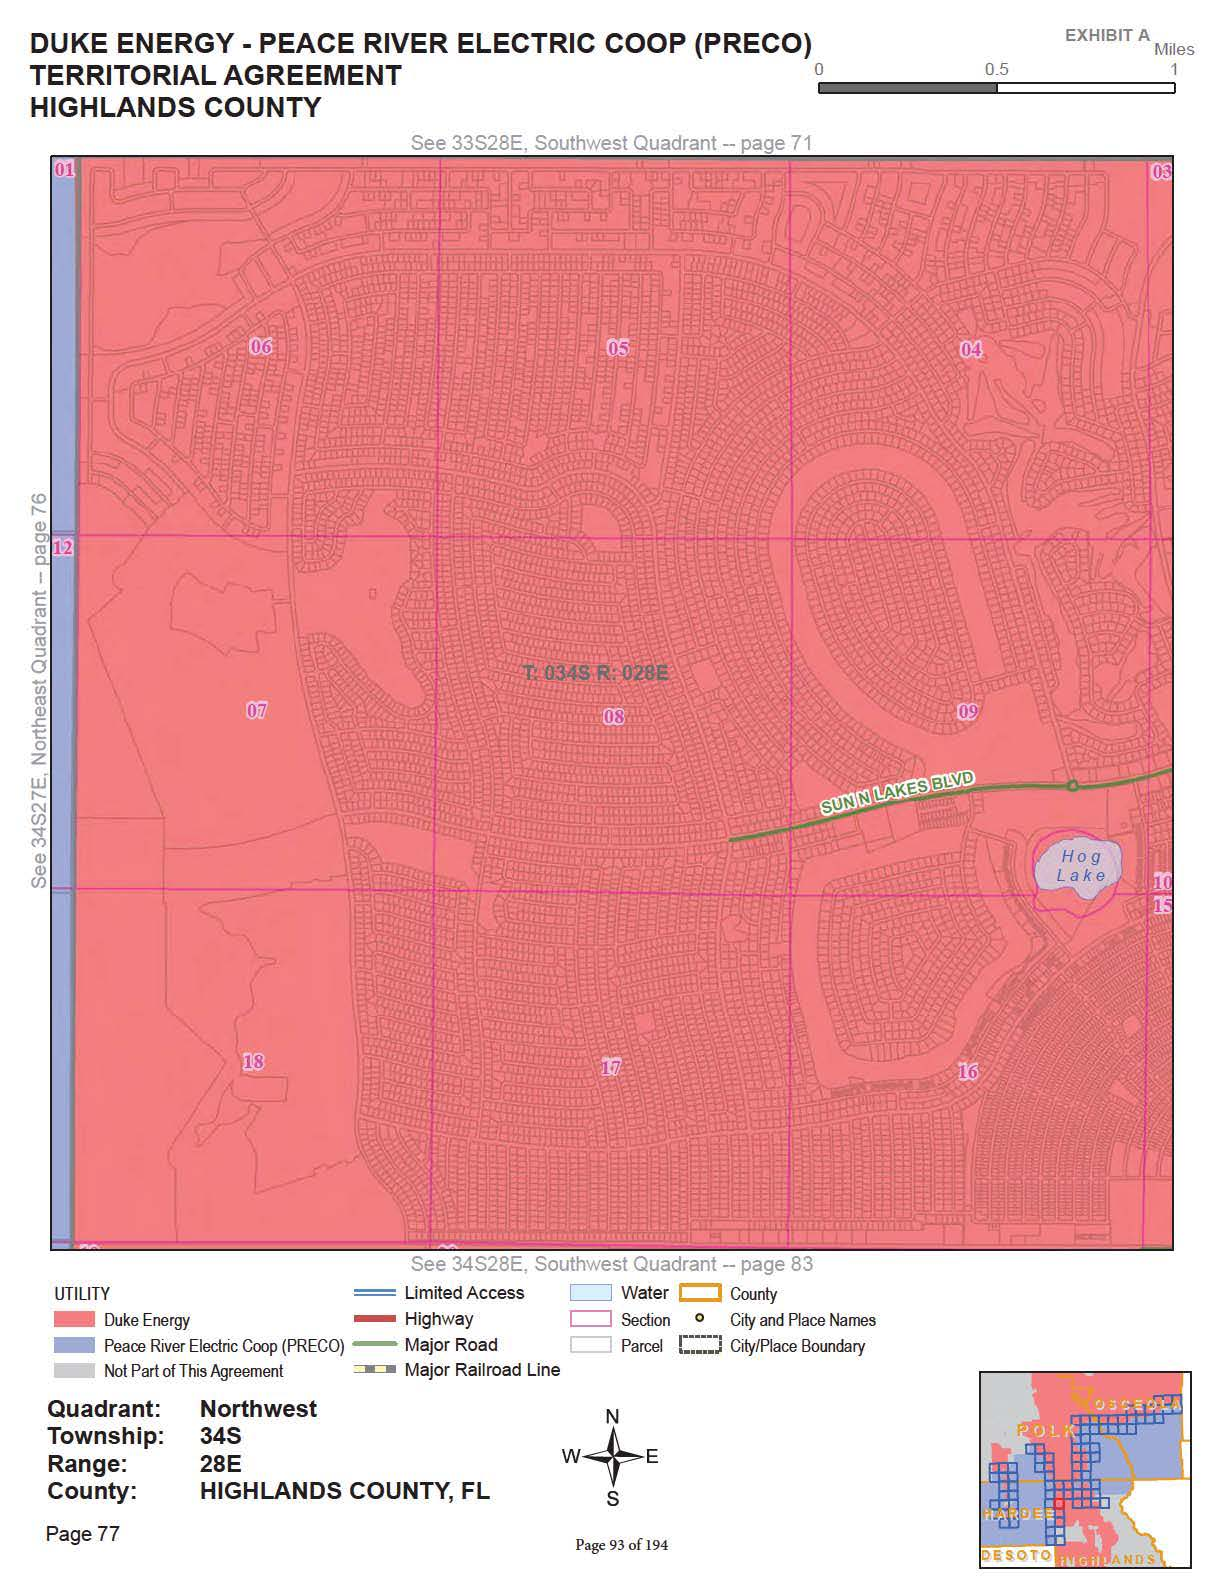 DUKE ENERGY - PEACE RIVER ELECTRIC COOP (PRECO)
TERRITORIAL AGREEMENT
HIGHLANDS COUNTY
EXHIBIT A
Miles
0 0.5 1
See 33S28E, Southwest Quadrant -- page 71
01
03
06
05
04
See 34S27E, Northeast Quadrant -- page 76
12
T: 034S R: 028E
07
08
09
SUN N LAKES BLVD
Hog
Lake
10
15
18
17
16
See 34S28E, Southwest Quadrant -- page 83
UTILITY
Duke Energy
Peace River Electric Coop (PRECO)
Not Part of This Agreement
Limited Access
Highway
Major Road
Major Railroad Line
Water
Section
Parcel
County
City and Place Names
City/Place Boundary
Quadrant: Northwest
Township: 34S
Range: 28E
County: HIGHLANDS COUNTY, FL
Page 77
N
W E
S
Page 93 of 194
OSCEOLA
POLK
HARDEE
DESOTO
HIGHLANDS